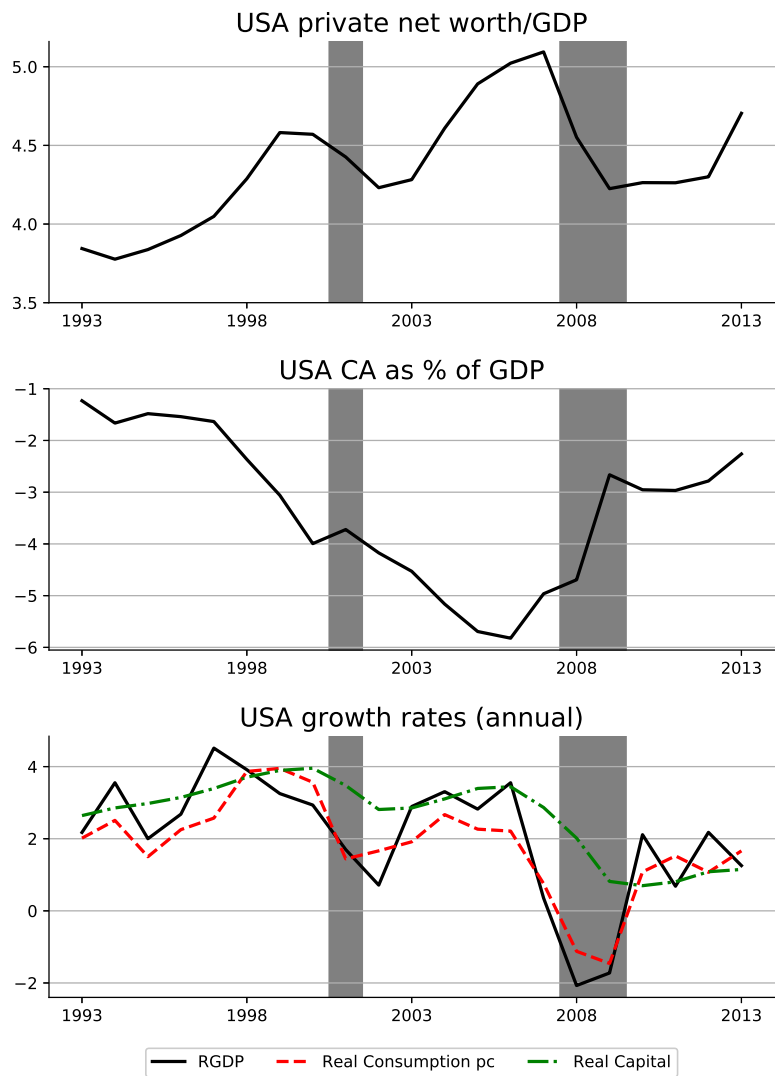 USA private net worth/GDP
5.0
4.5
4.0
3.5
1993 1998 2003 2008 2013
USA CA as % of GDP
−1
−2
−3
−4
−5
−6
1993 1998 2003 2008 2013
USA growth rates (annual)
4
2
0
−2
1993 1998 2003 2008 2013
RGDP Real Consumption pc Real Capital